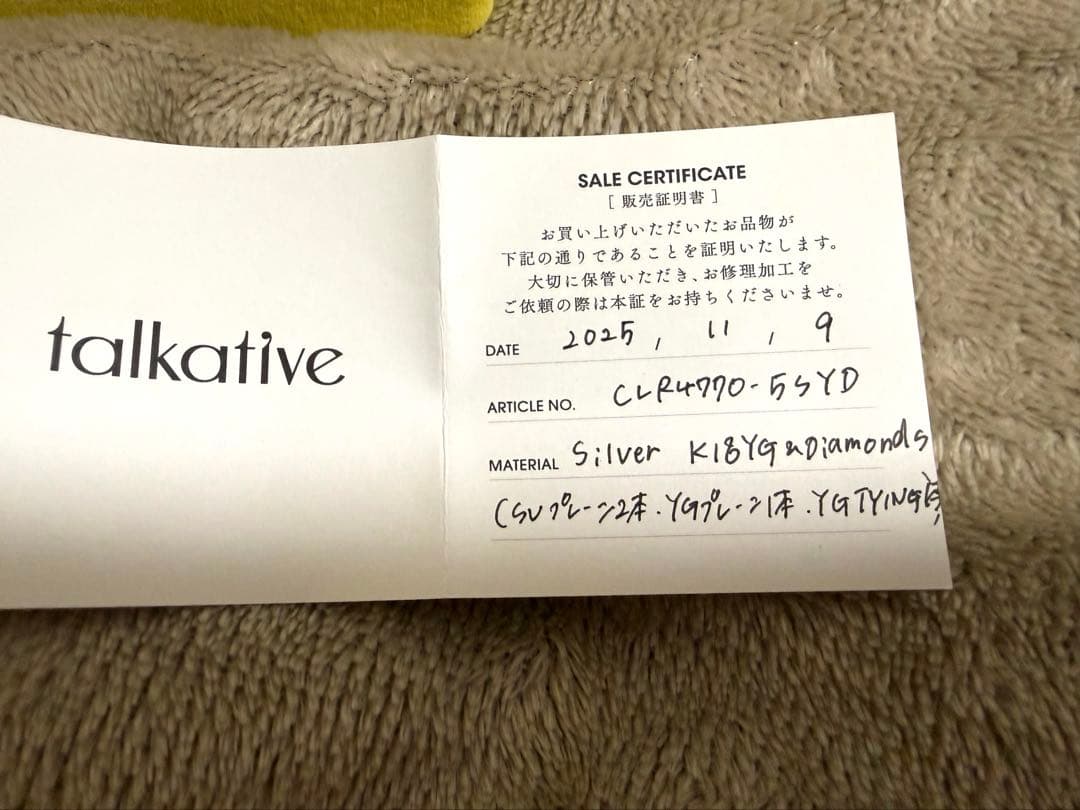 talkative
SALE CERTIFICATE
[ 販売証明書 ]
お買い上げいただいたお品物が
下記の通りであることを証明いたします。
大切に保管いただき、お修理加工を
ご依頼の際は本証をお持ちくださいませ。
DATE 2025, 11, 9
ARTICLE NO. CLR4770-5SYD
MATERIAL Silver K18YG&Diamonds
(SVプレーン2本.YGプレーン1本.YGTYING